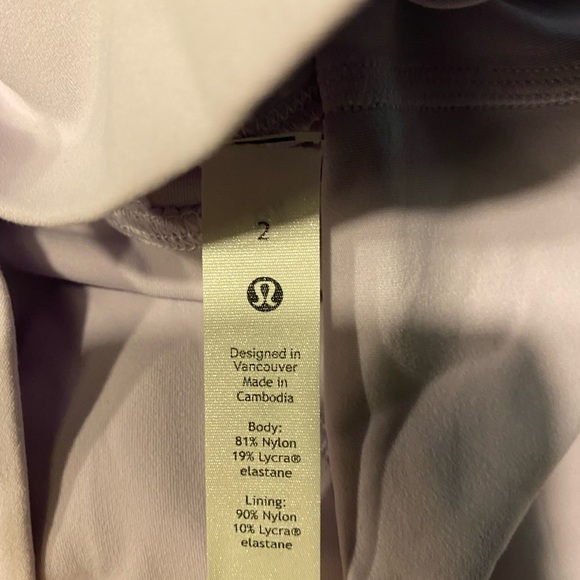 2
Designed in
Vancouver
Made in
Cambodia
Body:
81% Nylon
19% Lycra®
elastane
Lining:
90% Nylon
10% Lycra®
elastane